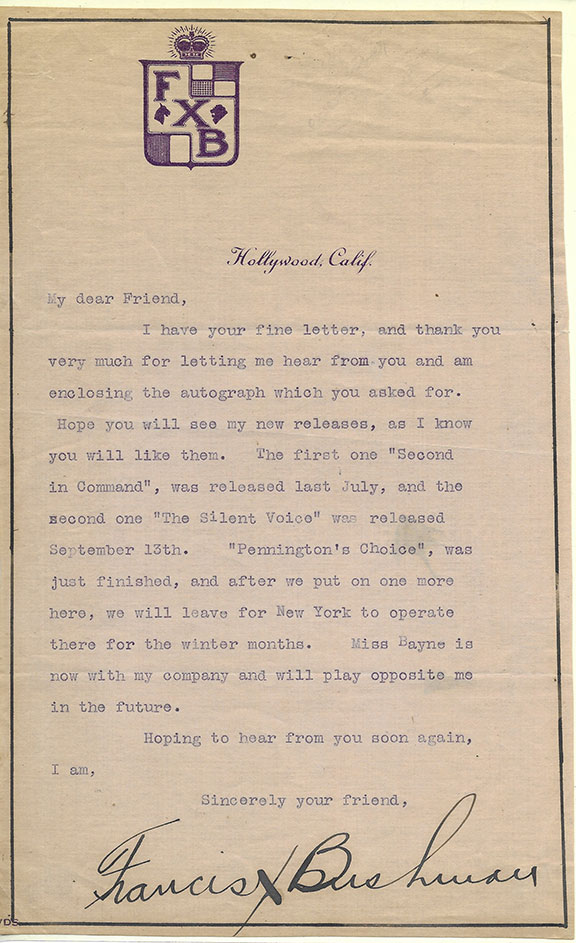 F
X
B
Hollywood, Calif.
My dear Friend,
I have your fine letter, and thank you
very much for letting me hear from you and am
enclosing the autograph which you asked for.
Hope you will see my new releases, as I know
you will like them. The first one "Second
in Command", was released last July, and the
second one "The Silent Voice" was released
September 13th. "Pennington's Choice", was
just finished, and after we put on one more
here, we will leave for New York to operate
there for the winter months. Miss Bayne is
now with my company and will play opposite me
in the future.
Hoping to hear from you soon again,
I am,
Sincerely your friend,
Francis X Bushman